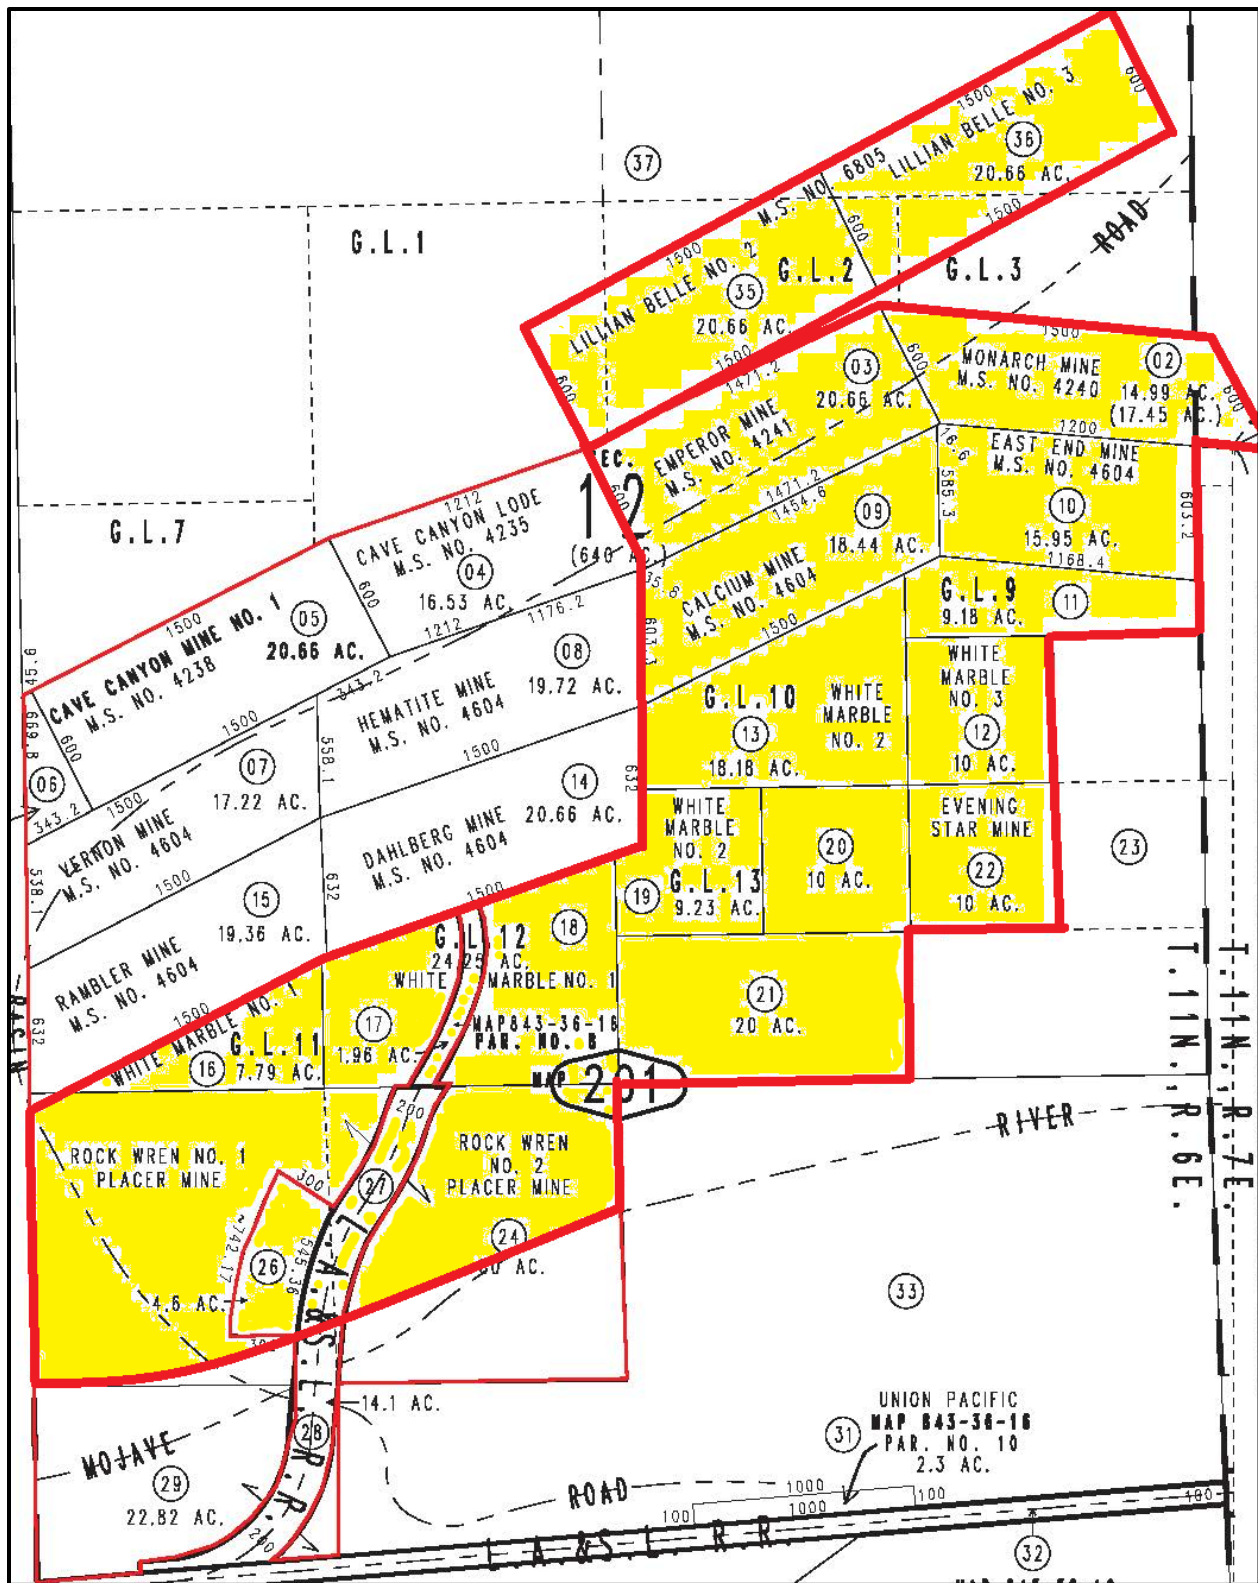 1500
LILLIAN BELLE NO. 3
600
36
20.66 AC.
37
M.S. NO. 6805
1500
ROAD
G.L.1
600
1500
LILLIAN BELLE NO. 2
G.L.2
G.L.3
35
20.66 AC.
1500
1471.2
600
600
1500
03
20.66 AC.
MONARCH MINE
M.S. NO. 4240
02
14.99 AC.
(17.45 AC.)
600
EMPEROR MINE
M.S. NO. 4241
1200
16.6
EAST END MINE
M.S. NO. 4604
585.3
603.2
10
15.95 AC.
1168.4
SEC.
12
(640 AC.)
600
1471.2
1454.6
09
18.44 AC.
G.L.7
1212
CAVE CANYON LODE
M.S. NO. 4235
04
16.53 AC.
600
1212
1176.2
35.8
CALCIUM MINE
M.S. NO. 4604
1500
607.3
G.L.9
9.18 AC.
11
1500
CAVE CANYON MINE NO. 1
M.S. NO. 4238
05
20.66 AC.
45.9
669.8
600
06
343.2
343.2
08
19.72 AC.
HEMATITE MINE
M.S. NO. 4604
1500
G.L.10
WHITE
MARBLE
NO. 2
13
18.18 AC.
WHITE
MARBLE
NO. 3
12
10 AC.
1500
07
17.22 AC.
558.1
1500
VERNON MINE
M.S. NO. 4604
538.1
1500
14
20.66 AC.
632
DAHLBERG MINE
M.S. NO. 4604
1500
WHITE
MARBLE
NO. 2
19
G.L.13
9.23 AC.
20
10 AC.
EVENING
STAR MINE
22
10 AC.
23
15
19.36 AC.
632
RAMBLER MINE
M.S. NO. 4604
632
1500
BASIN
G.L.12
24.25 AC.
WHITE MARBLE NO. 1
18
17
1.96 AC.
MAP843-36-16
PAR. NO. 8
21
20 AC.
T.11N.,R.6E.
T.11N.,R.7E.
WHITE MARBLE NO. 1
G.L.11
16
7.79 AC.
MAP
201
200
RIVER
ROCK WREN NO. 1
PLACER MINE
ROCK WREN
NO. 2
PLACER MINE
300
27
24
742.17
545.36
26
4.6 AC.
L.A.&S.L.R.R.
33
14.1 AC.
28
MOJAVE
29
22.82 AC.
200
ROAD
UNION PACIFIC
MAP 843-36-16
PAR. NO. 10
2.3 AC.
31
1000
1000
100
100
100
L.A &S.L. R.R.
32